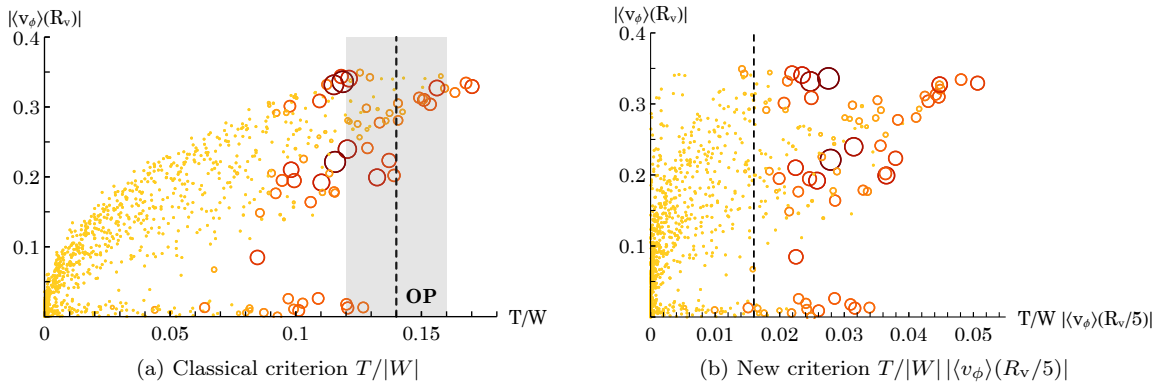 |⟨v_ϕ⟩(R_v)|
0.4
0.3
0.2
0.1
0
0
0.05
0.1
0.15
OP
T/W
(a) Classical criterion T/|W|
|⟨v_ϕ⟩(R_v)|
0.4
0.3
0.2
0.1
0
0
0.01
0.02
0.03
0.04
0.05
T/W |⟨v_ϕ⟩(R_v/5)|
(b) New criterion T/|W| |⟨v_ϕ⟩(R_v/5)|